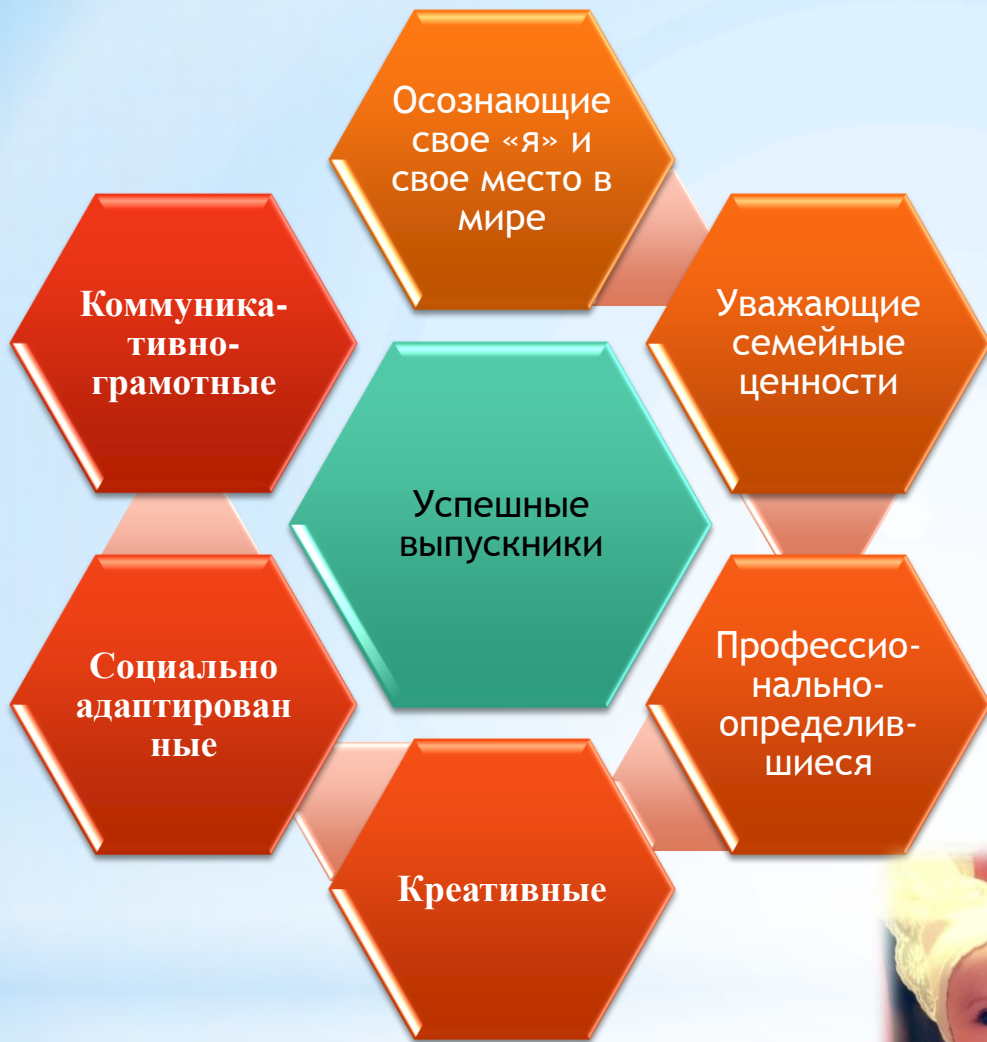 Осознающие
свое «я» и
свое место в
мире
Уважающие
семейные
ценности
Профессио-
нально-
определив-
шиеся
Креативные
Социально
адаптирован
ные
Коммуника-
тивно-
грамотные
Успешные
выпускники